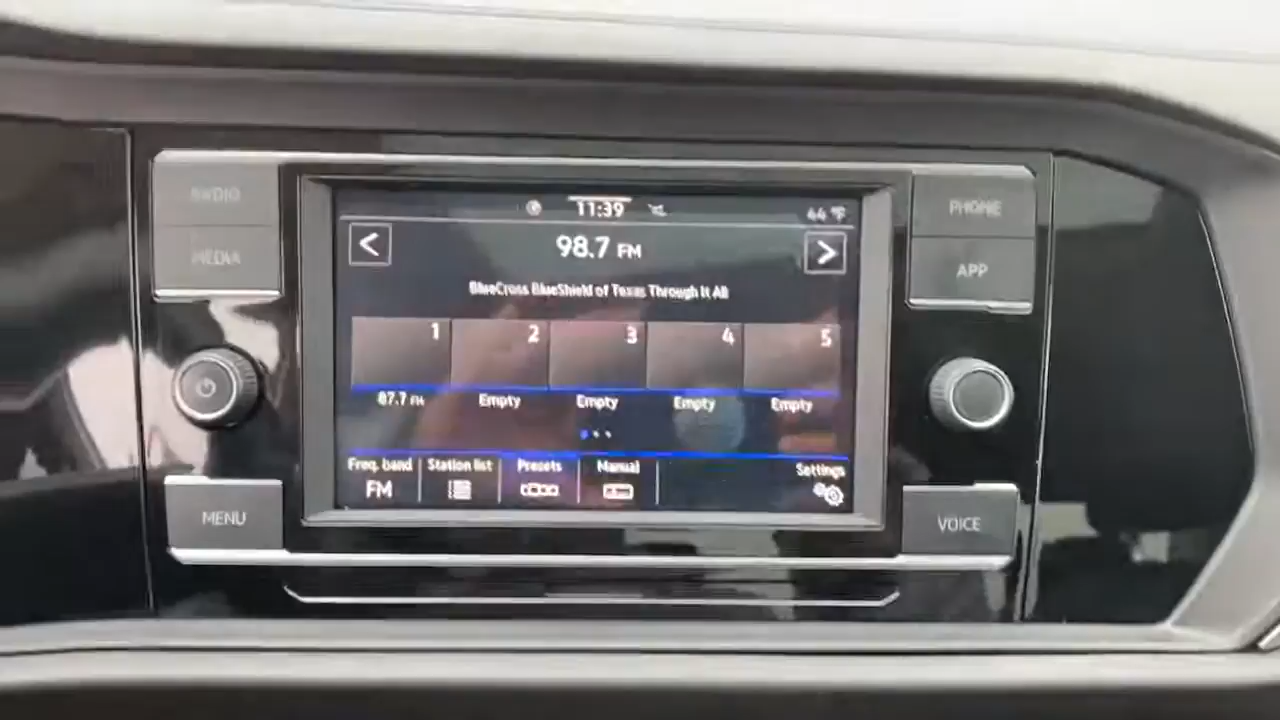 RADIO
MEDIA
MENU
11:39
44 °F
98.7 FM
BlueCross BlueShield of Texas Through It All
1 2 3 4 5
87.7 FM Empty Empty Empty Empty
Freq. band Station list Presets Manual Settings
FM
PHONE
APP
VOICE